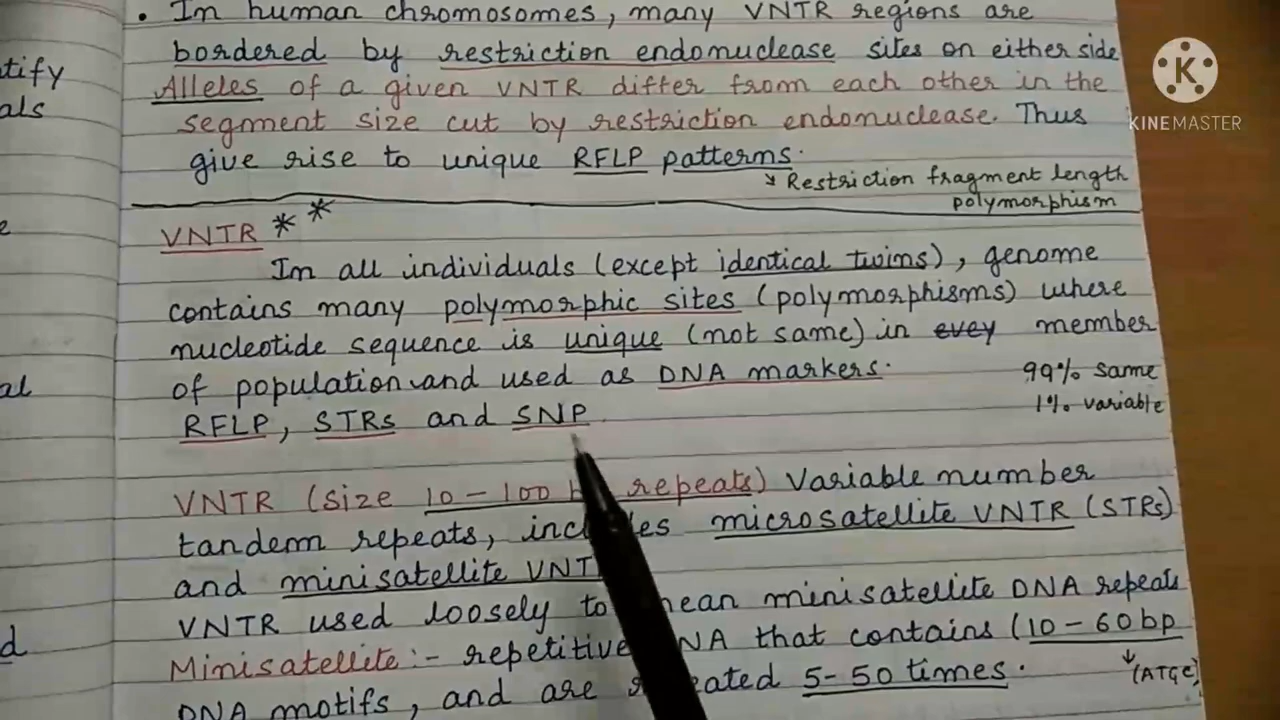 • In human chromosomes, many VNTR regions are
bordered by restriction endonuclease sites on either side
Alleles of a given VNTR differ from each other in the
segment size cut by restriction endonuclease. Thus
give rise to unique RFLP patterns.
Restriction fragment length
polymorphism
VNTR **
In all individuals (except identical twins), genome
contains many polymorphic sites (polymorphisms) where
nucleotide sequence is unique (not same) in evey member
of population and used as DNA markers.
99% same
1% variable
RFLP, STRs and SNP
VNTR (size 10-100 repeats) Variable number
tandem repeats, microsatellite VNTR (STRs)
and minisatellite
VNTR used loosely to minisatellite DNA repeats
Minisatellite:- repetitive that contains (10-60bp
(ATGC)
DNA motifs, and are 5-50 times.
tify
als
e
al
d
K
KINEMASTER